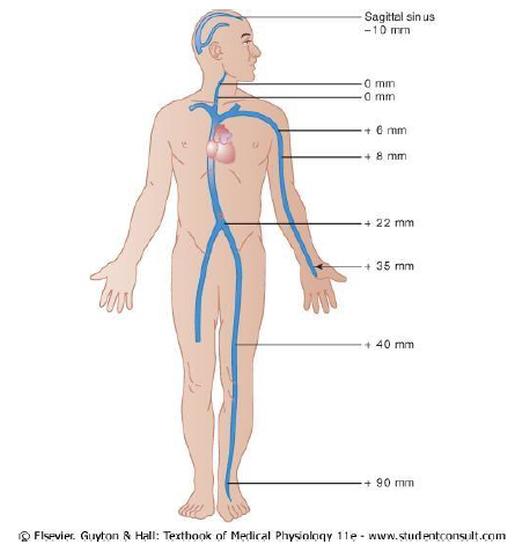 Sagittal sinus
−10 mm
0 mm
0 mm
+ 6 mm
+ 8 mm
+ 22 mm
+ 35 mm
+ 40 mm
+ 90 mm
© Elsevier. Guyton & Hall: Textbook of Medical Physiology 11e - www.studentconsult.com